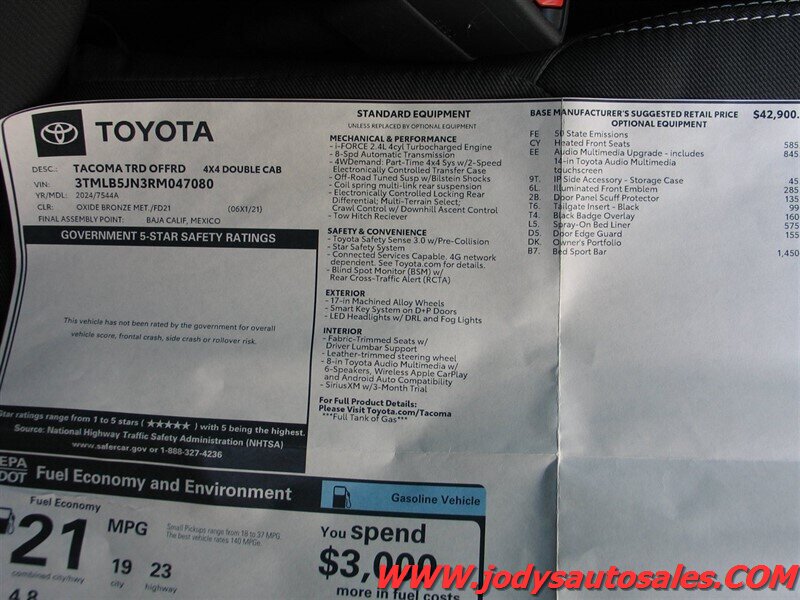 TOYOTA
DESC.: TACOMA TRD OFFRD 4X4 DOUBLE CAB
VIN: 3TMLB5JN3RM047080
YR/MDL: 2024/7544A
CLR: OXIDE BRONZE MET./FD21 (06X1/21)
FINAL ASSEMBLY POINT: BAJA CALIF, MEXICO
GOVERNMENT 5-STAR SAFETY RATINGS
This vehicle has not been rated by the government for overall
vehicle score, frontal crash, side crash or rollover risk.
Star ratings range from 1 to 5 stars (★★★★★) with 5 being the highest.
Source: National Highway Traffic Safety Administration (NHTSA)
www.safercar.gov or 1-888-327-4236
STANDARD EQUIPMENT
UNLESS REPLACED BY OPTIONAL EQUIPMENT
MECHANICAL & PERFORMANCE
- i-FORCE 2.4L 4cyl Turbocharged Engine
- 8-Spd Automatic Transmission
- 4WDemand: Part-Time 4x4 Sys w/2-Speed
Electronically Controlled Transfer Case
- Off-Road Tuned Susp w/Bilstein Shocks
- Coil spring multi-link rear suspension
- Electronically Controlled Locking Rear
Differential; Multi-Terrain Select;
Crawl Control w/ Downhill Ascent Control
- Tow Hitch Reciever
SAFETY & CONVENIENCE
- Toyota Safety Sense 3.0 w/Pre-Collision
- Star Safety System
- Connected Services Capable. 4G network
dependent. See Toyota.com for details.
- Blind Spot Monitor (BSM) w/
Rear Cross-Traffic Alert (RCTA)
EXTERIOR
- 17-in Machined Alloy Wheels
- Smart Key System on D+P Doors
- LED Headlights w/ DRL and Fog Lights
INTERIOR
- Fabric-Trimmed Seats w/
Driver Lumbar Support
- Leather-trimmed steering wheel
- 8-in Toyota Audio Multimedia w/
6-Speakers, Wireless Apple CarPlay
and Android Auto Compatibility
- SiriusXM w/3-Month Trial
For Full Product Details:
Please Visit Toyota.com/Tacoma
***Full Tank of Gas***
BASE MANUFACTURER'S SUGGESTED RETAIL PRICE $42,900.
OPTIONAL EQUIPMENT
FE 50 State Emissions
CY Heated Front Seats 585
EE Audio Multimedia Upgrade - includes 845
14-in Toyota Audio Multimedia
touchscreen
9T. IP Side Accessory - Storage Case 45
6L. Illuminated Front Emblem 285
2B. Door Panel Scuff Protector 135
T6. Tailgate Insert - Black 99
T4. Black Badge Overlay 160
L5. Spray-On Bed Liner 575
D5. Door Edge Guard 155
DK. Owner's Portfolio
B7. Bed Sport Bar 1,450
EPA
DOT
Fuel Economy and Environment
Gasoline Vehicle
Fuel Economy
21 MPG
Small Pickups range from 18 to 37 MPG.
The best vehicle rates 140 MPGe.
19 23
combined city/hwy city highway
4.8
You spend
$3,000
more in fuel costs
www.jodysautosales.com